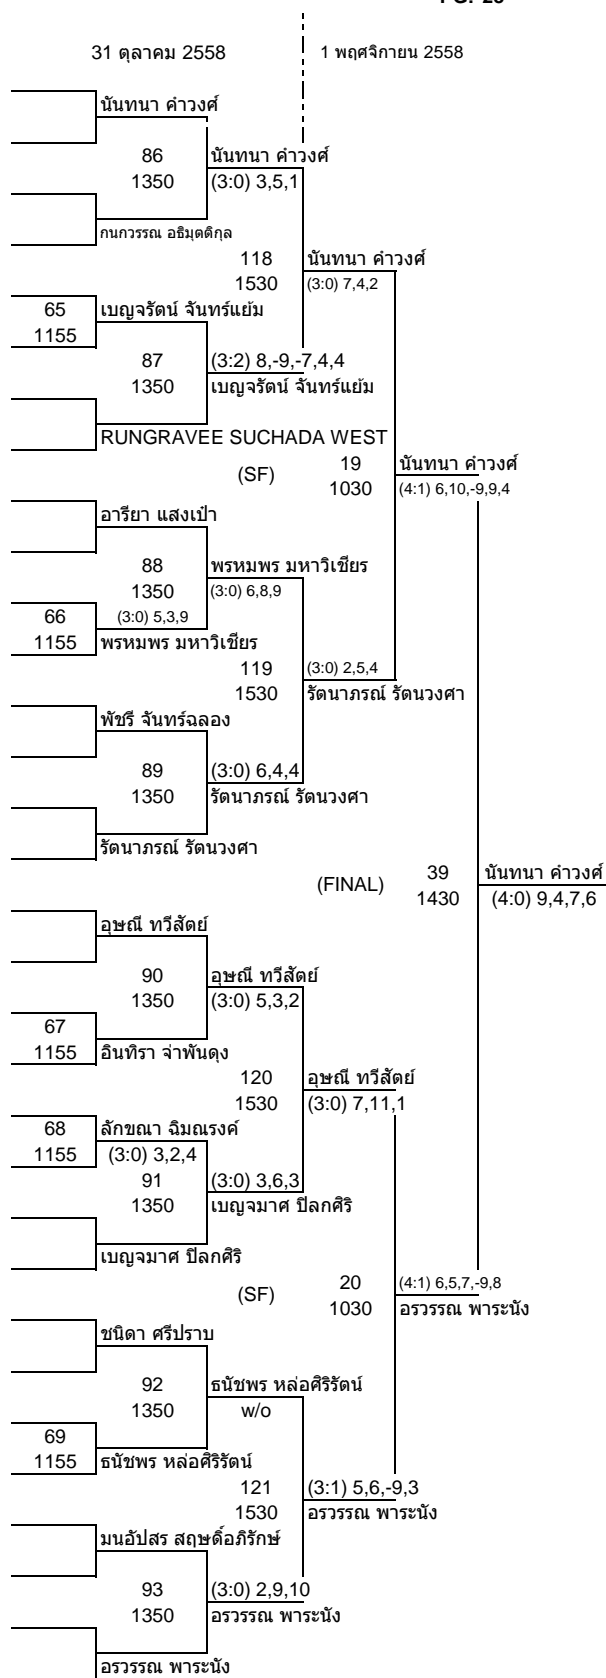 31 ตุลาคม 2558
1 พฤศจิกายน 2558
นันทนา คำวงศ์
86
นันทนา คำวงศ์
1350
(3:0) 3,5,1
กนกวรรณ อธิมุตติกุล
118
นันทนา คำวงศ์
1530
(3:0) 7,4,2
65
เบญจรัตน์ จันทร์แย้ม
1155
87
(3:2) 8,-9,-7,4,4
1350
เบญจรัตน์ จันทร์แย้ม
RUNGRAVEE SUCHADA WEST
(SF)
19
นันทนา คำวงศ์
1030
(4:1) 6,10,-9,9,4
อารียา แสงเป๋า
88
พรหมพร มหาวิเชียร
1350
(3:0) 6,8,9
66
(3:0) 5,3,9
1155
พรหมพร มหาวิเชียร
119
(3:0) 2,5,4
1530
รัตนาภรณ์ รัตนวงศา
พัชรี จันทร์ฉลอง
89
(3:0) 6,4,4
1350
รัตนาภรณ์ รัตนวงศา
รัตนาภรณ์ รัตนวงศา
(FINAL)
39
นันทนา คำวงศ์
1430
(4:0) 9,4,7,6
อุษณี ทวีสัตย์
90
อุษณี ทวีสัตย์
1350
(3:0) 5,3,2
67
1155
อินทิรา จ่าพันดุง
120
อุษณี ทวีสัตย์
1530
(3:0) 7,11,1
68
ลักขณา ฉิมณรงค์
1155
(3:0) 3,2,4
91
(3:0) 3,6,3
1350
เบญจมาศ ปิลกศิริ
เบญจมาศ ปิลกศิริ
(SF)
20
(4:1) 6,5,7,-9,8
1030
อรวรรณ พาระนัง
ชนิดา ศรีปราบ
92
ธนัชพร หล่อศิริรัตน์
1350
w/o
69
1155
ธนัชพร หล่อศิริรัตน์
121
(3:1) 5,6,-9,3
1530
อรวรรณ พาระนัง
มนอัปสร สฤษดิ์อภิรักษ์
93
(3:0) 2,9,10
1350
อรวรรณ พาระนัง
อรวรรณ พาระนัง